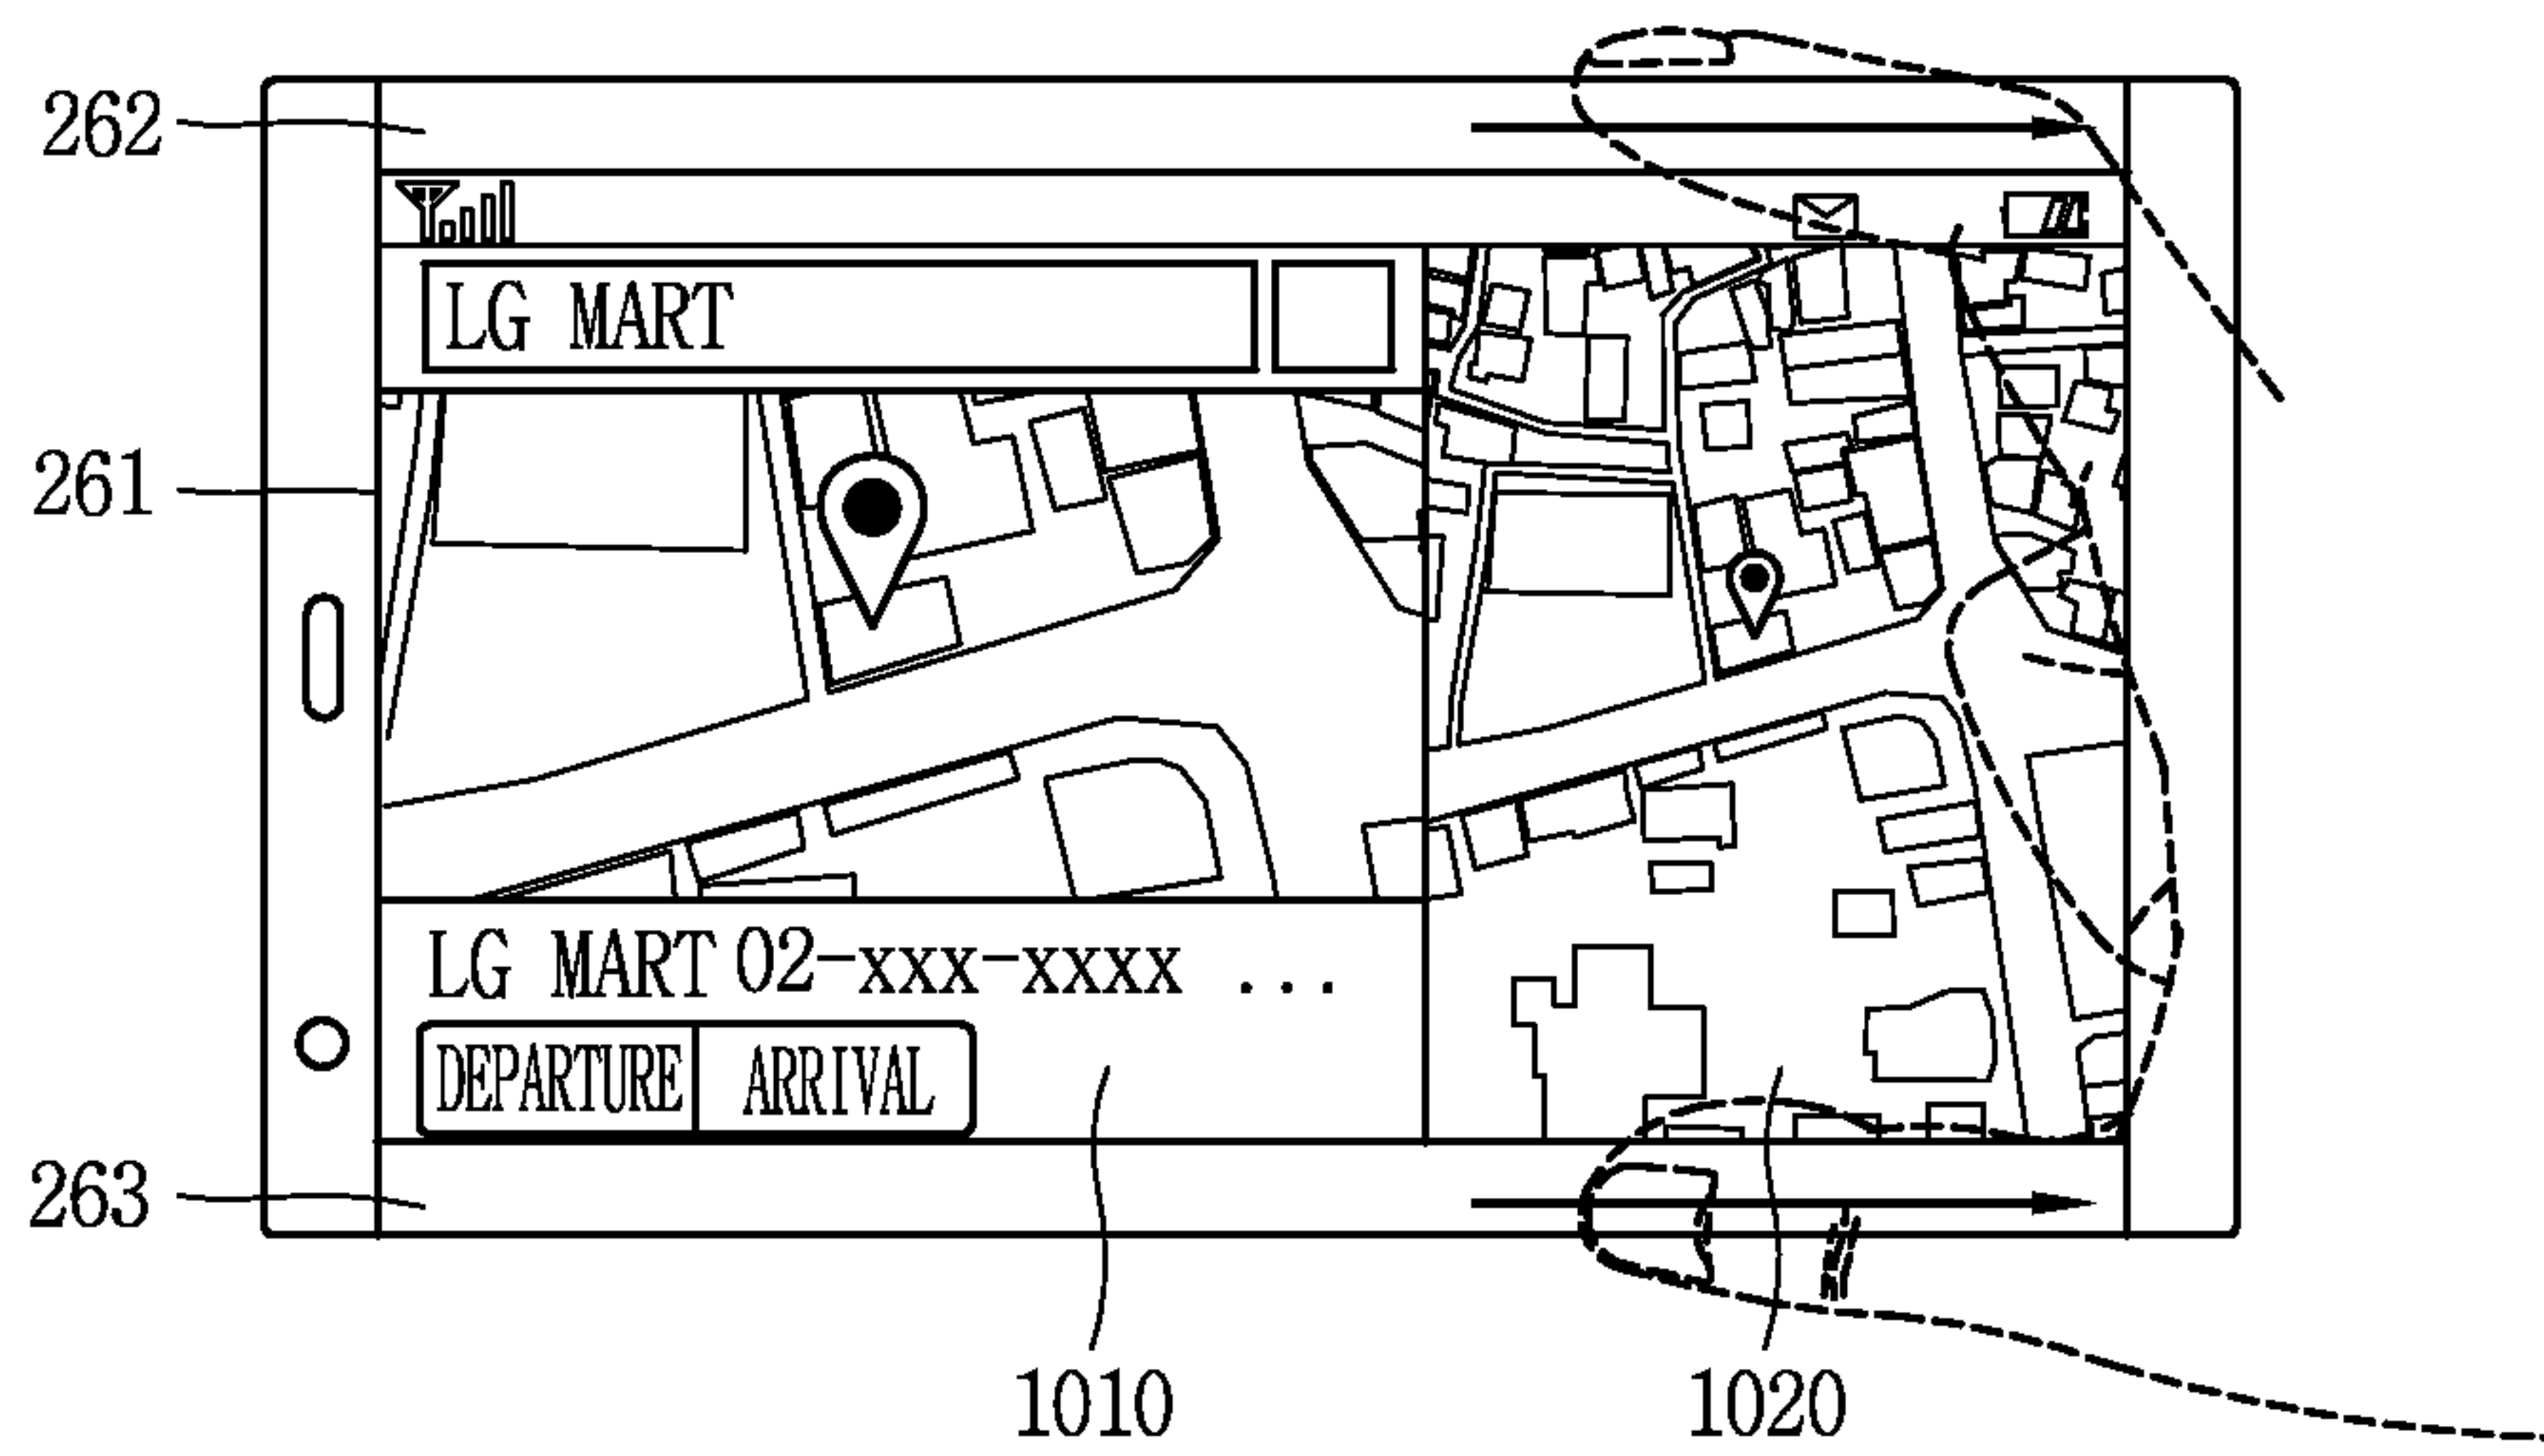 262
LG MART
261
LG MART 02-xxx-xxxx ...
DEPARTURE ARRIVAL
263
1010 1020